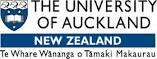 THE UNIVERSITY
OF AUCKLAND
NEW ZEALAND
Te Whare Wānanga o Tāmaki Makaurau